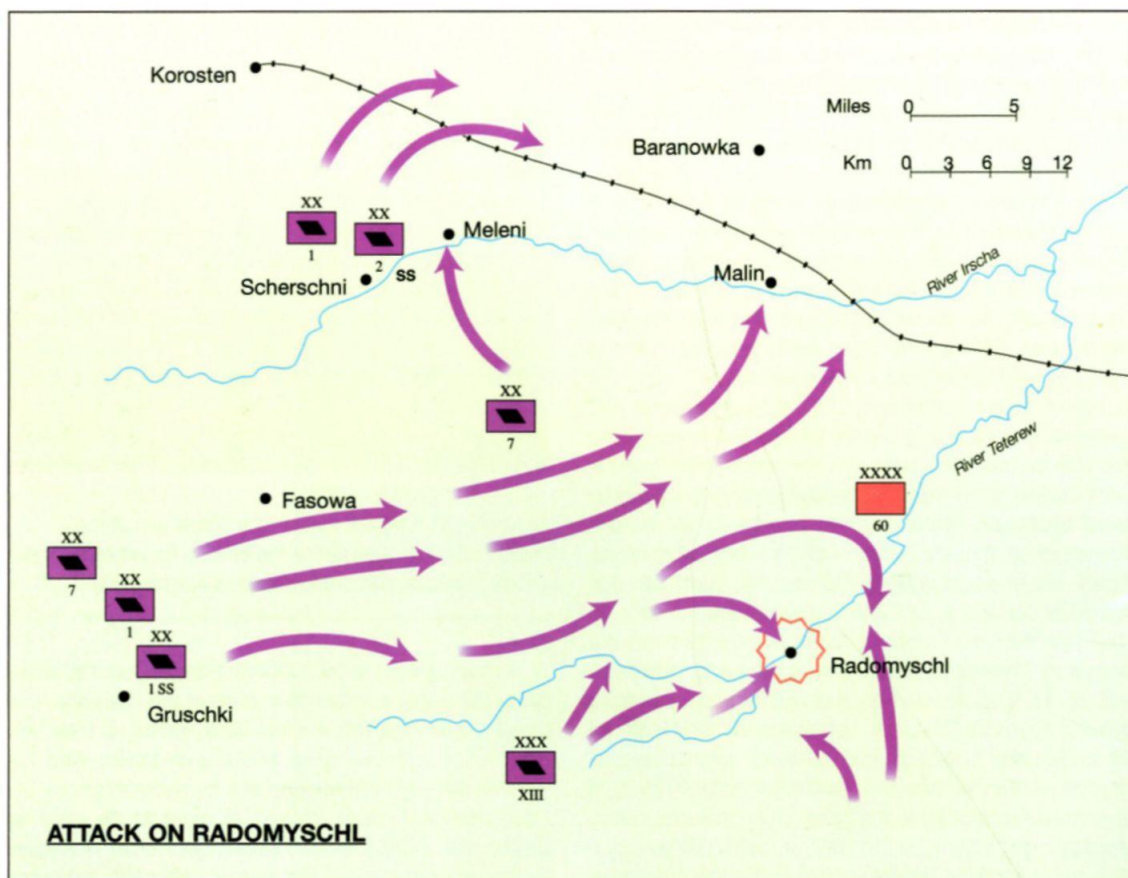 Korosten
Miles 0 5
Baranowka
Km 0 3 6 9 12
XX
1
XX
2 SS
Meleni
Scherschni
Malin
River Irscha
XX
7
River Teterew
XXXX
60
Fasowa
XX
7
XX
1
XX
1 SS
Radomyschl
Gruschki
XXX
XIII
ATTACK ON RADOMYSCHL